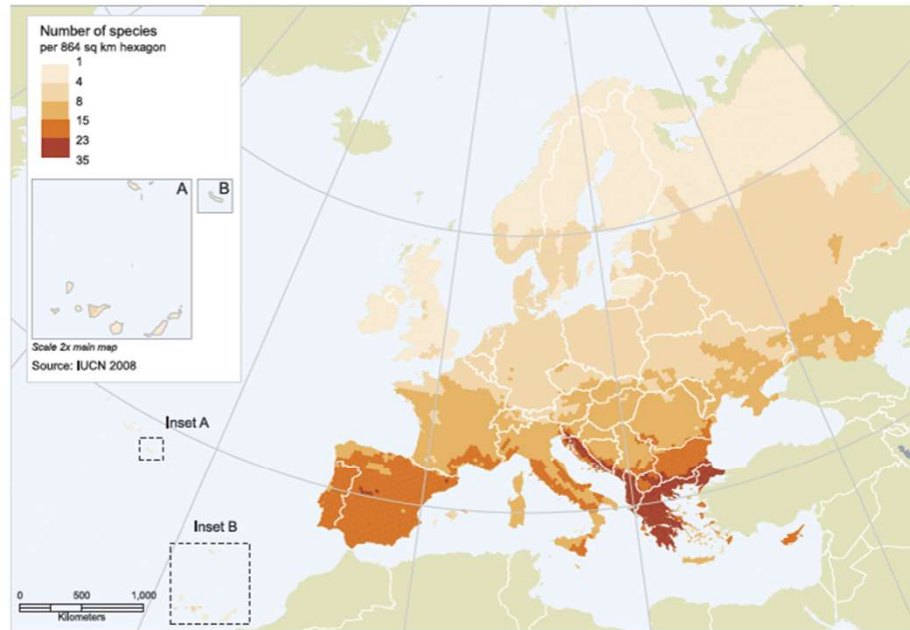 Number of species
per 864 sq km hexagon
1
4
8
15
23
35
A
B
Scale 2x main map
Source: IUCN 2008
Inset A
Inset B
0 250 500 1,000
Kilometers